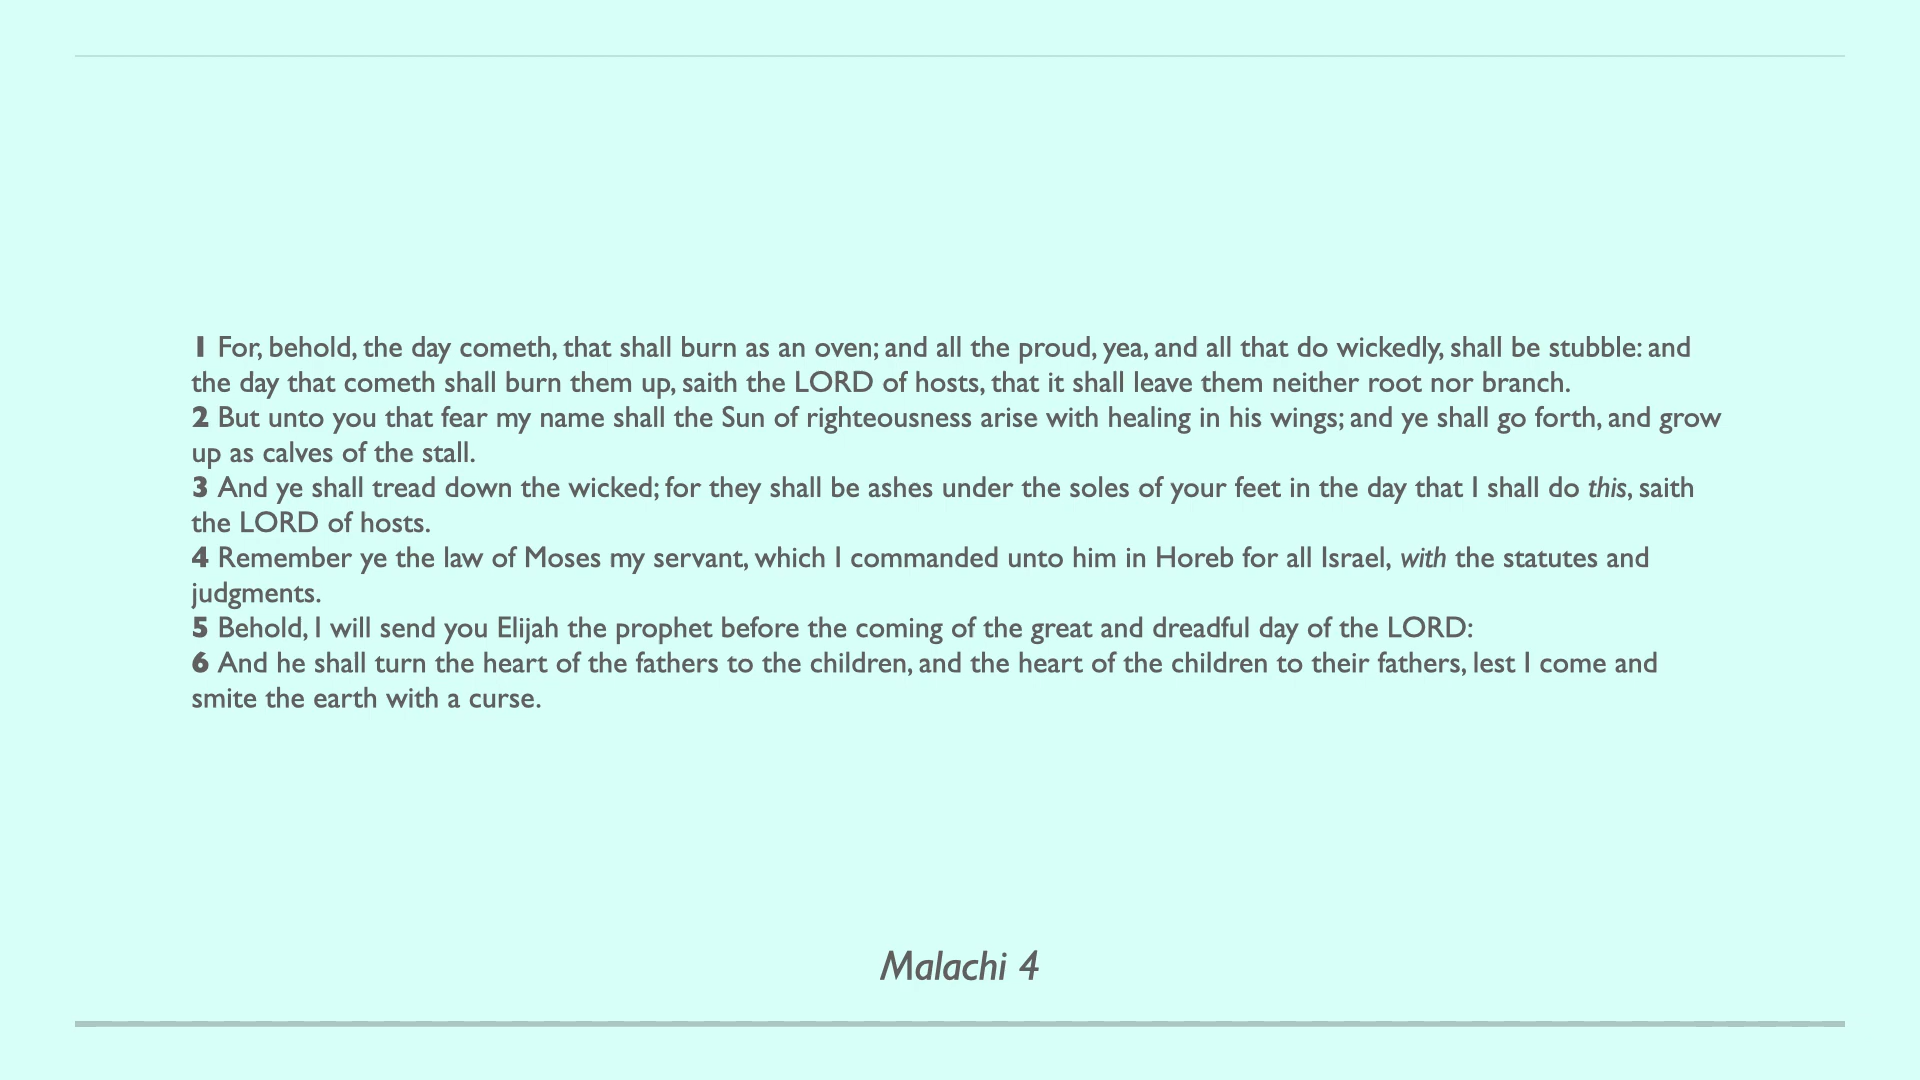 1 For, behold, the day cometh, that shall burn as an oven; and all the proud, yea, and all that do wickedly, shall be stubble: and
the day that cometh shall burn them up, saith the LORD of hosts, that it shall leave them neither root nor branch.
2 But unto you that fear my name shall the Sun of righteousness arise with healing in his wings; and ye shall go forth, and grow
up as calves of the stall.
3 And ye shall tread down the wicked; for they shall be ashes under the soles of your feet in the day that I shall do this, saith
the LORD of hosts.
4 Remember ye the law of Moses my servant, which I commanded unto him in Horeb for all Israel, with the statutes and
judgments.
5 Behold, I will send you Elijah the prophet before the coming of the great and dreadful day of the LORD:
6 And he shall turn the heart of the fathers to the children, and the heart of the children to their fathers, lest I come and
smite the earth with a curse.
Malachi 4